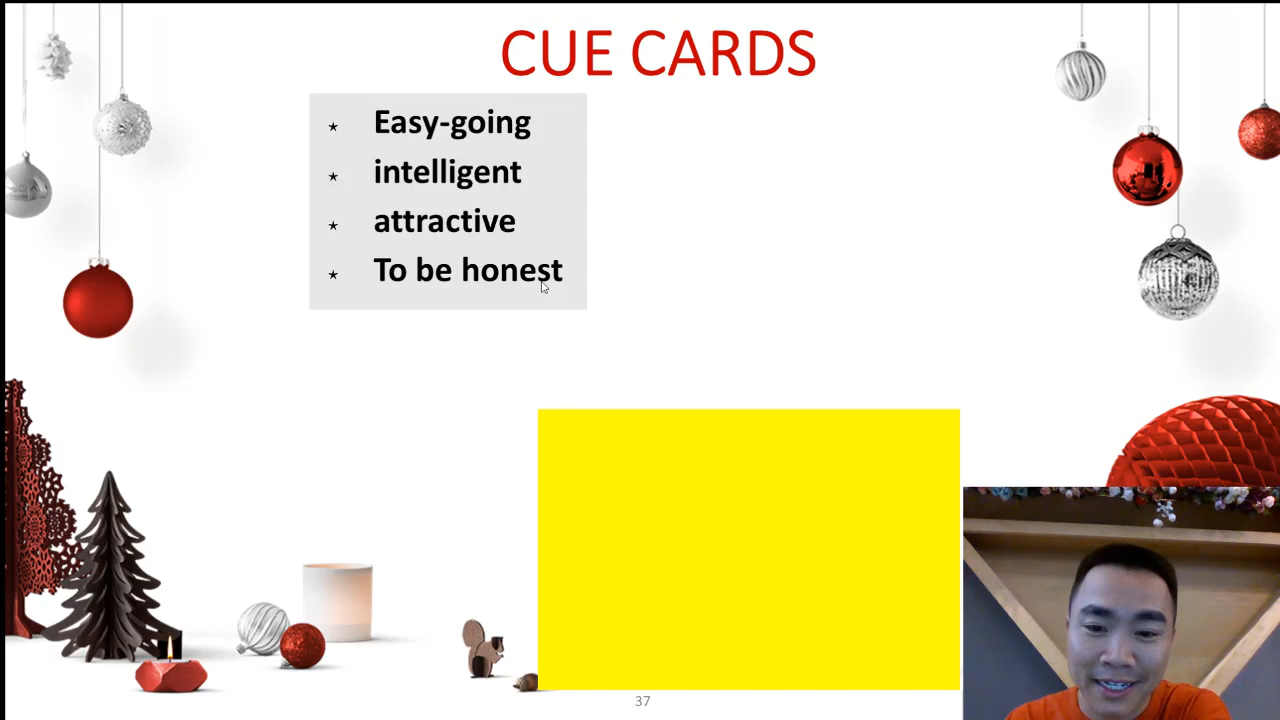 CUE CARDS
Easy-going
intelligent
attractive
To be honest
37